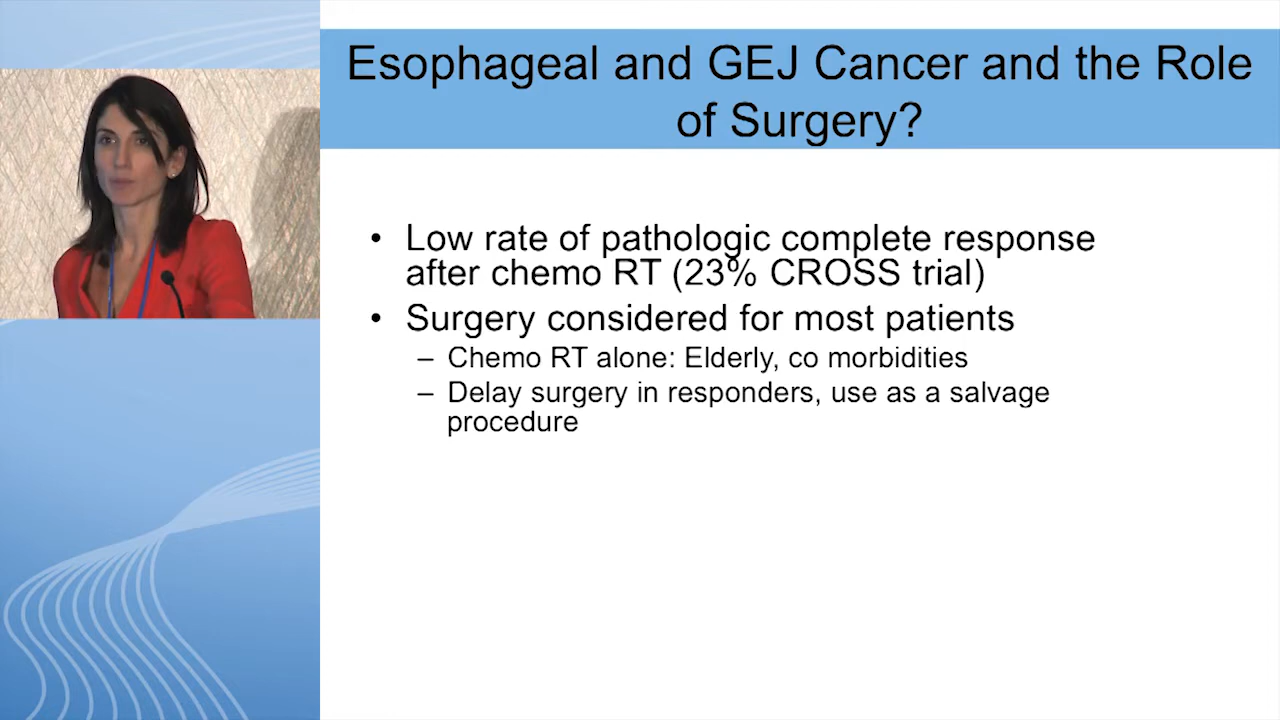 Esophageal and GEJ Cancer and the Role
of Surgery?
• Low rate of pathologic complete response
after chemo RT (23% CROSS trial)
• Surgery considered for most patients
– Chemo RT alone: Elderly, co morbidities
– Delay surgery in responders, use as a salvage
procedure